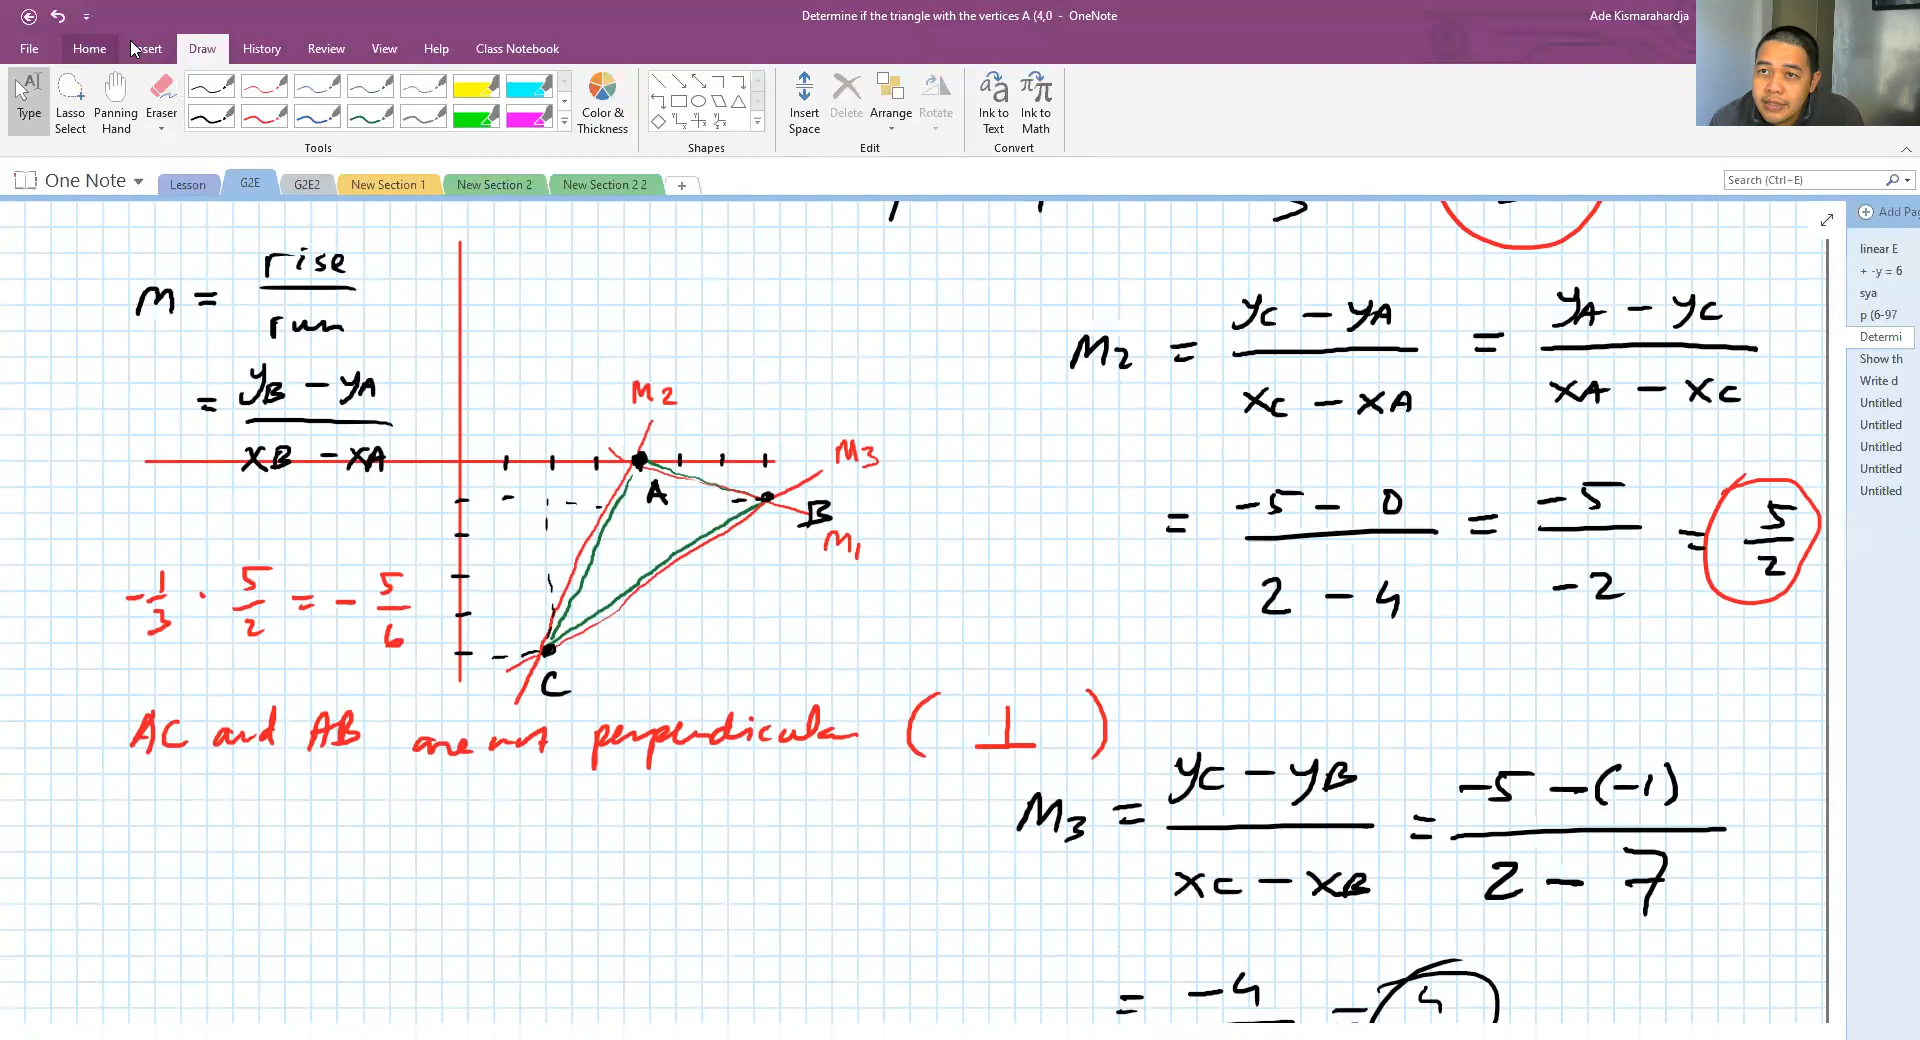 Determine if the triangle with the vertices A (4,0 - OneNote
Ade Kismarahardja
File Home Insert Draw History Review View Help Class Notebook
Type
Lasso Select
Panning Hand
Eraser
Color & Thickness
Insert Space
Delete
Arrange
Rotate
Ink to Text
Ink to Math
Tools
Shapes
Edit
Convert
One Note
Lesson G2E G2E2 New Section 1 New Section 2 New Section 2 2
Search (Ctrl+E)
Add Pag
linear E
+ -y = 6
sya
p (6-97
Determi
Show th
Write d
Untitled
Untitled
Untitled
Untitled
Untitled
M = rise / run
= yB - yA / xB - xA
M2
M3
A
B
M1
C
-1/3 · 5/2 = - 5/6
AC and AB are not perpendicular ( ⊥ )
M2 = yC - yA / xC - xA = yA - yC / xA - xC
= -5 - 0 / 2 - 4 = -5 / -2 = 5/2
M3 = yC - yB / xC - xB = -5 - (-1) / 2 - 7
= -4 = 4